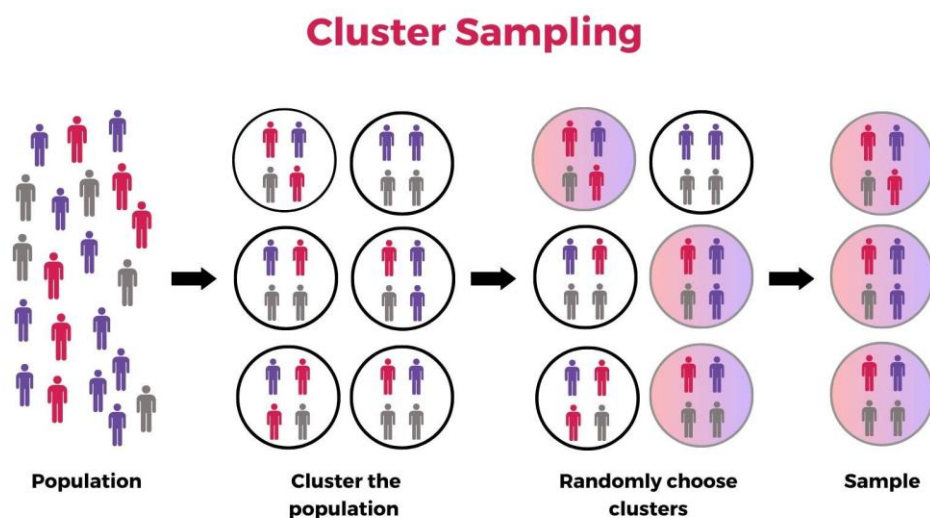 Cluster Sampling
Population
Cluster the
population
Randomly choose
clusters
Sample